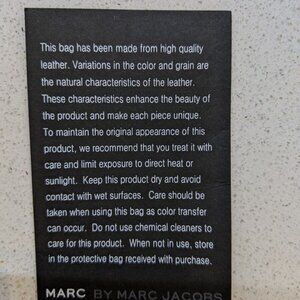 This bag has been made from high quality
leather. Variations in the color and grain are
the natural characteristics of the leather.
These characteristics enhance the beauty of
the product and make each piece unique.
To maintain the original appearance of this
product, we recommend that you treat it with
care and limit exposure to direct heat or
sunlight. Keep this product dry and avoid
contact with wet surfaces. Care should be
taken when using this bag as color transfer
can occur. Do not use chemical cleaners to
care for this product. When not in use, store
in the protective bag received with purchase.
MARC BY MARC JACOBS